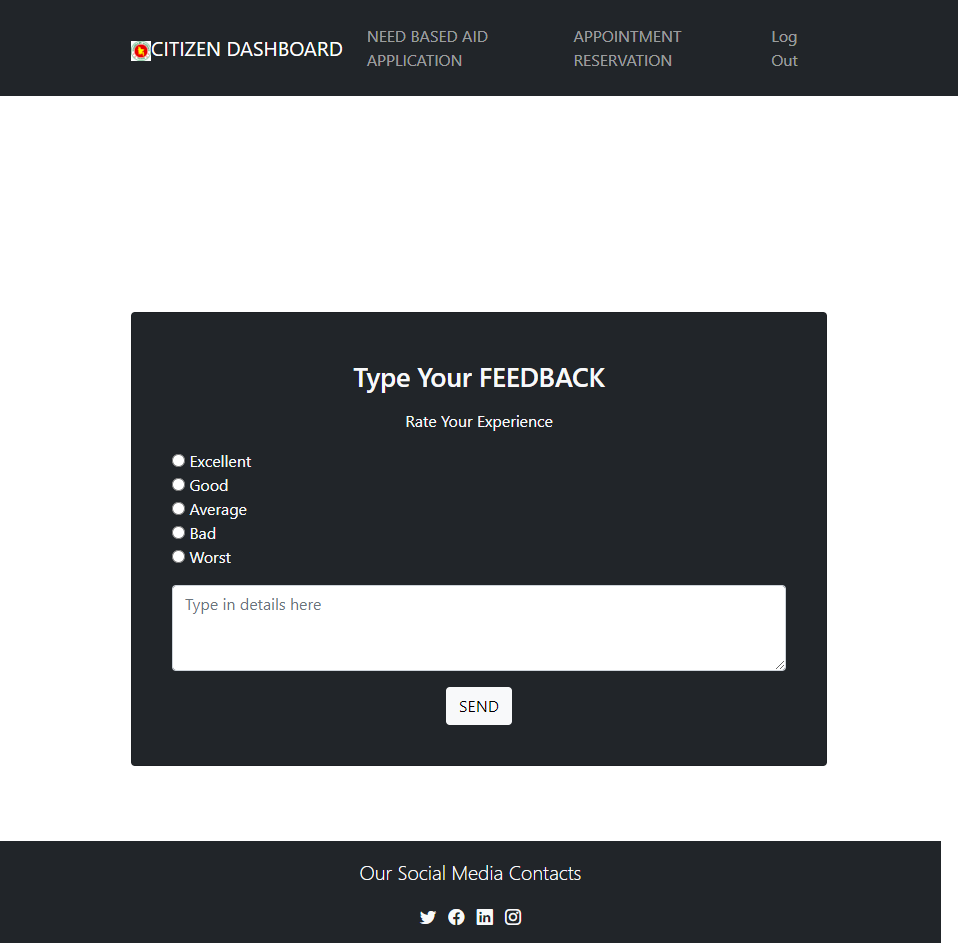 CITIZEN DASHBOARD
NEED BASED AID
APPLICATION
APPOINTMENT
RESERVATION
Log
Out
Type Your FEEDBACK
Rate Your Experience
Excellent
Good
Average
Bad
Worst
Type in details here
SEND
Our Social Media Contacts